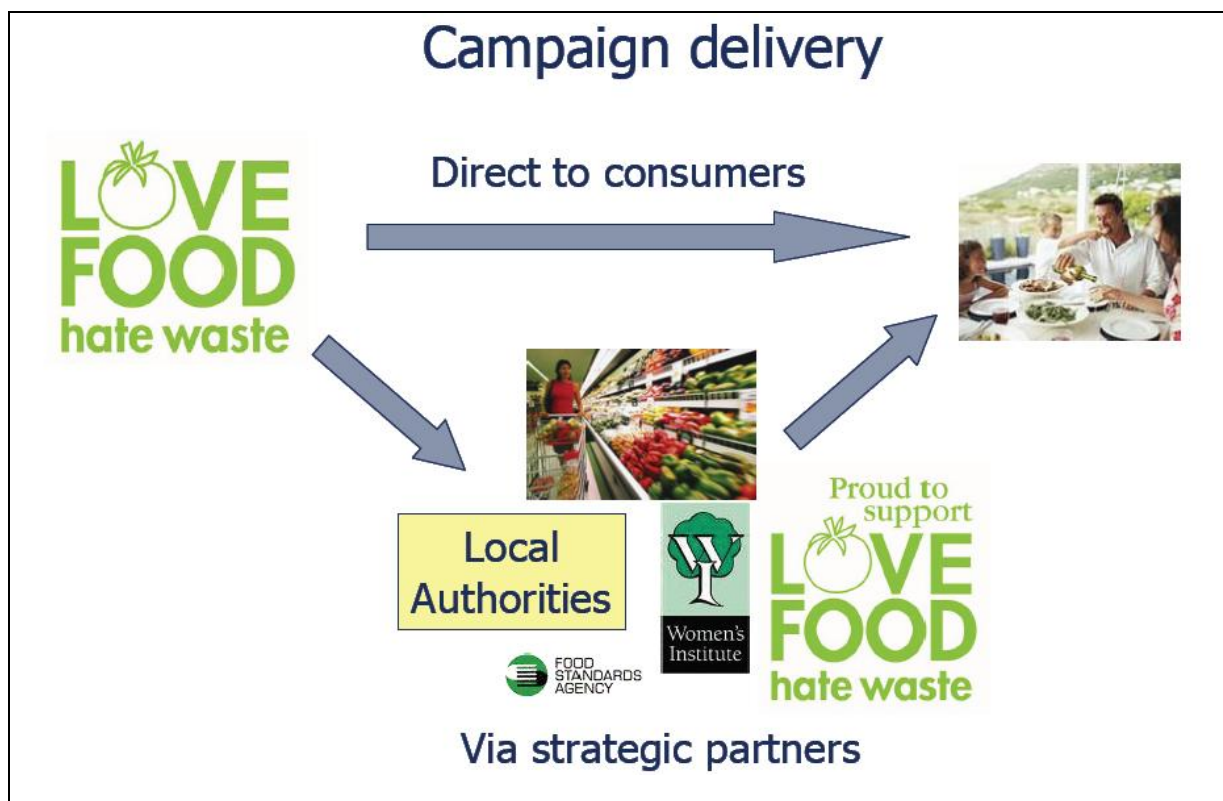 Campaign delivery
LOVE
FOOD
hate waste
Direct to consumers
Local
Authorities
FOOD
STANDARDS
AGENCY
WI
Women's
Institute
Proud to
support
LOVE
FOOD
hate waste
Via strategic partners